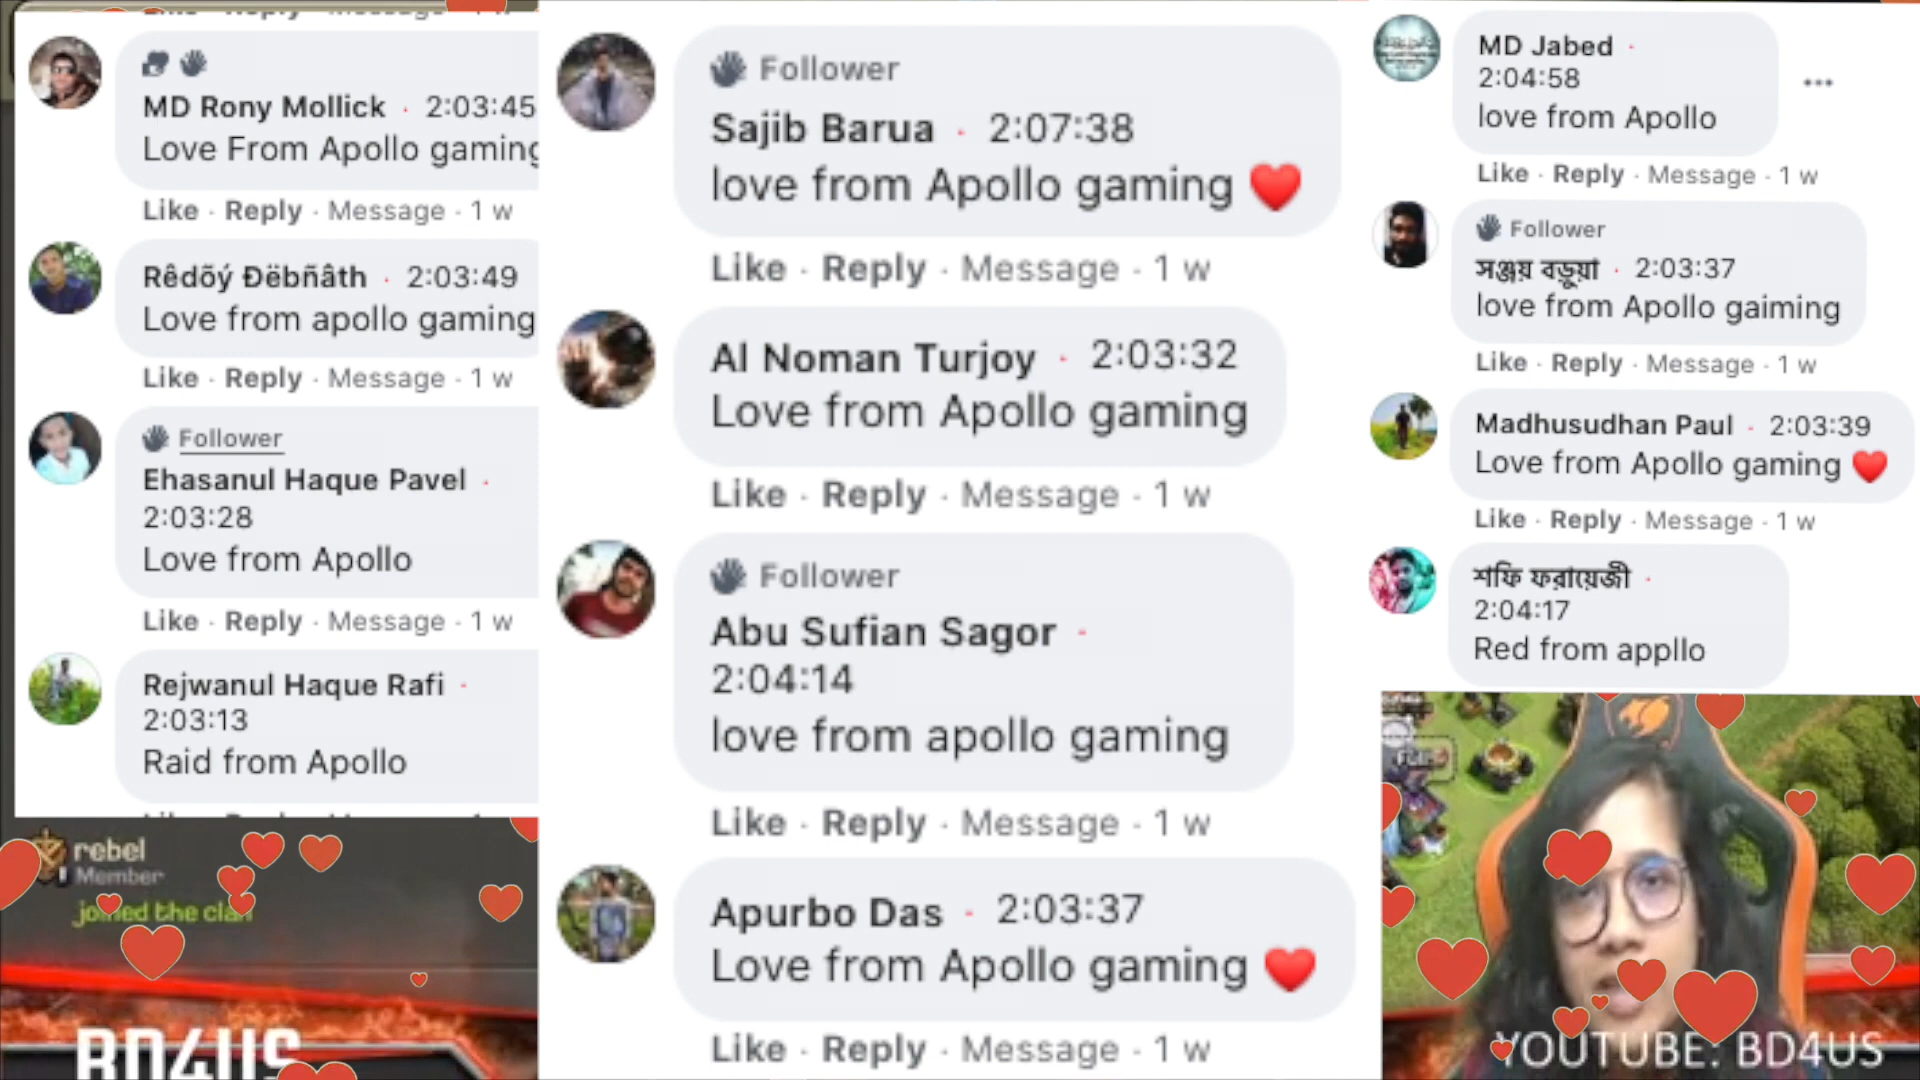 MD Rony Mollick · 2:03:45
Love From Apollo gaming
Like · Reply · Message · 1 w
Rêdõý Ðëbñâth · 2:03:49
Love from apollo gaming
Like · Reply · Message · 1 w
Follower
Ehasanul Haque Pavel ·
2:03:28
Love from Apollo
Like · Reply · Message · 1 w
Rejwanul Haque Rafi ·
2:03:13
Raid from Apollo
rebel
Member
joined the clan
BD4US
Follower
Sajib Barua · 2:07:38
love from Apollo gaming ❤️
Like · Reply · Message · 1 w
Al Noman Turjoy · 2:03:32
Love from Apollo gaming
Like · Reply · Message · 1 w
Follower
Abu Sufian Sagor ·
2:04:14
love from apollo gaming
Like · Reply · Message · 1 w
Apurbo Das · 2:03:37
Love from Apollo gaming ❤️
Like · Reply · Message · 1 w
MD Jabed ·
2:04:58
love from Apollo
Like · Reply · Message · 1 w
Follower
সঞ্জয় বড়ুয়া · 2:03:37
love from Apollo gaiming
Like · Reply · Message · 1 w
Madhusudhan Paul · 2:03:39
Love from Apollo gaming ❤️
Like · Reply · Message · 1 w
শফি ফরায়েজী ·
2:04:17
Red from appllo
YOUTUBE: BD4US